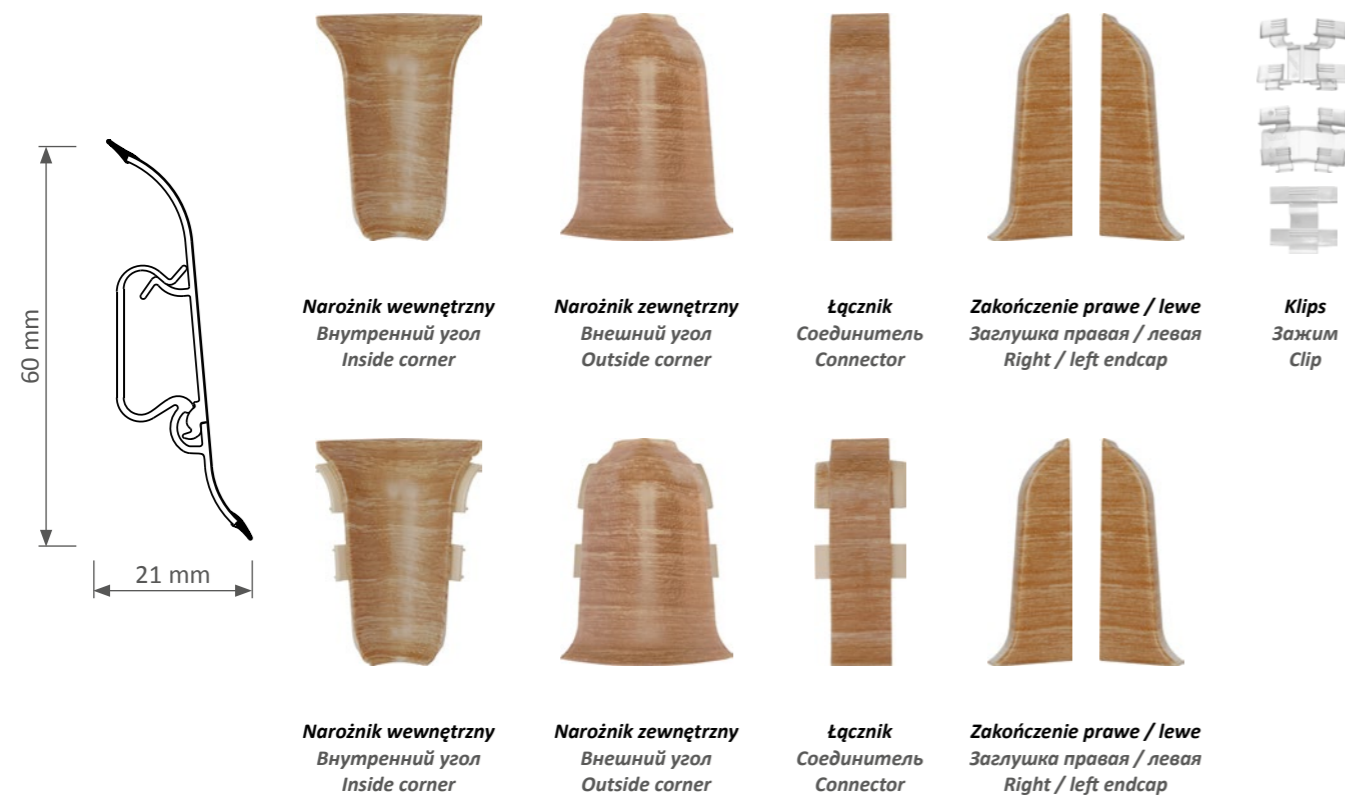 60 mm
21 mm
Narożnik wewnętrzny
Внутренний угол
Inside corner
Narożnik zewnętrzny
Внешний угол
Outside corner
Łącznik
Соединитель
Connector
Zakończenie prawe / lewe
Заглушка правая / левая
Right / left endcap
Klips
Зажим
Clip
Narożnik wewnętrzny
Внутренний угол
Inside corner
Narożnik zewnętrzny
Внешний угол
Outside corner
Łącznik
Соединитель
Connector
Zakończenie prawe / lewe
Заглушка правая / левая
Right / left endcap